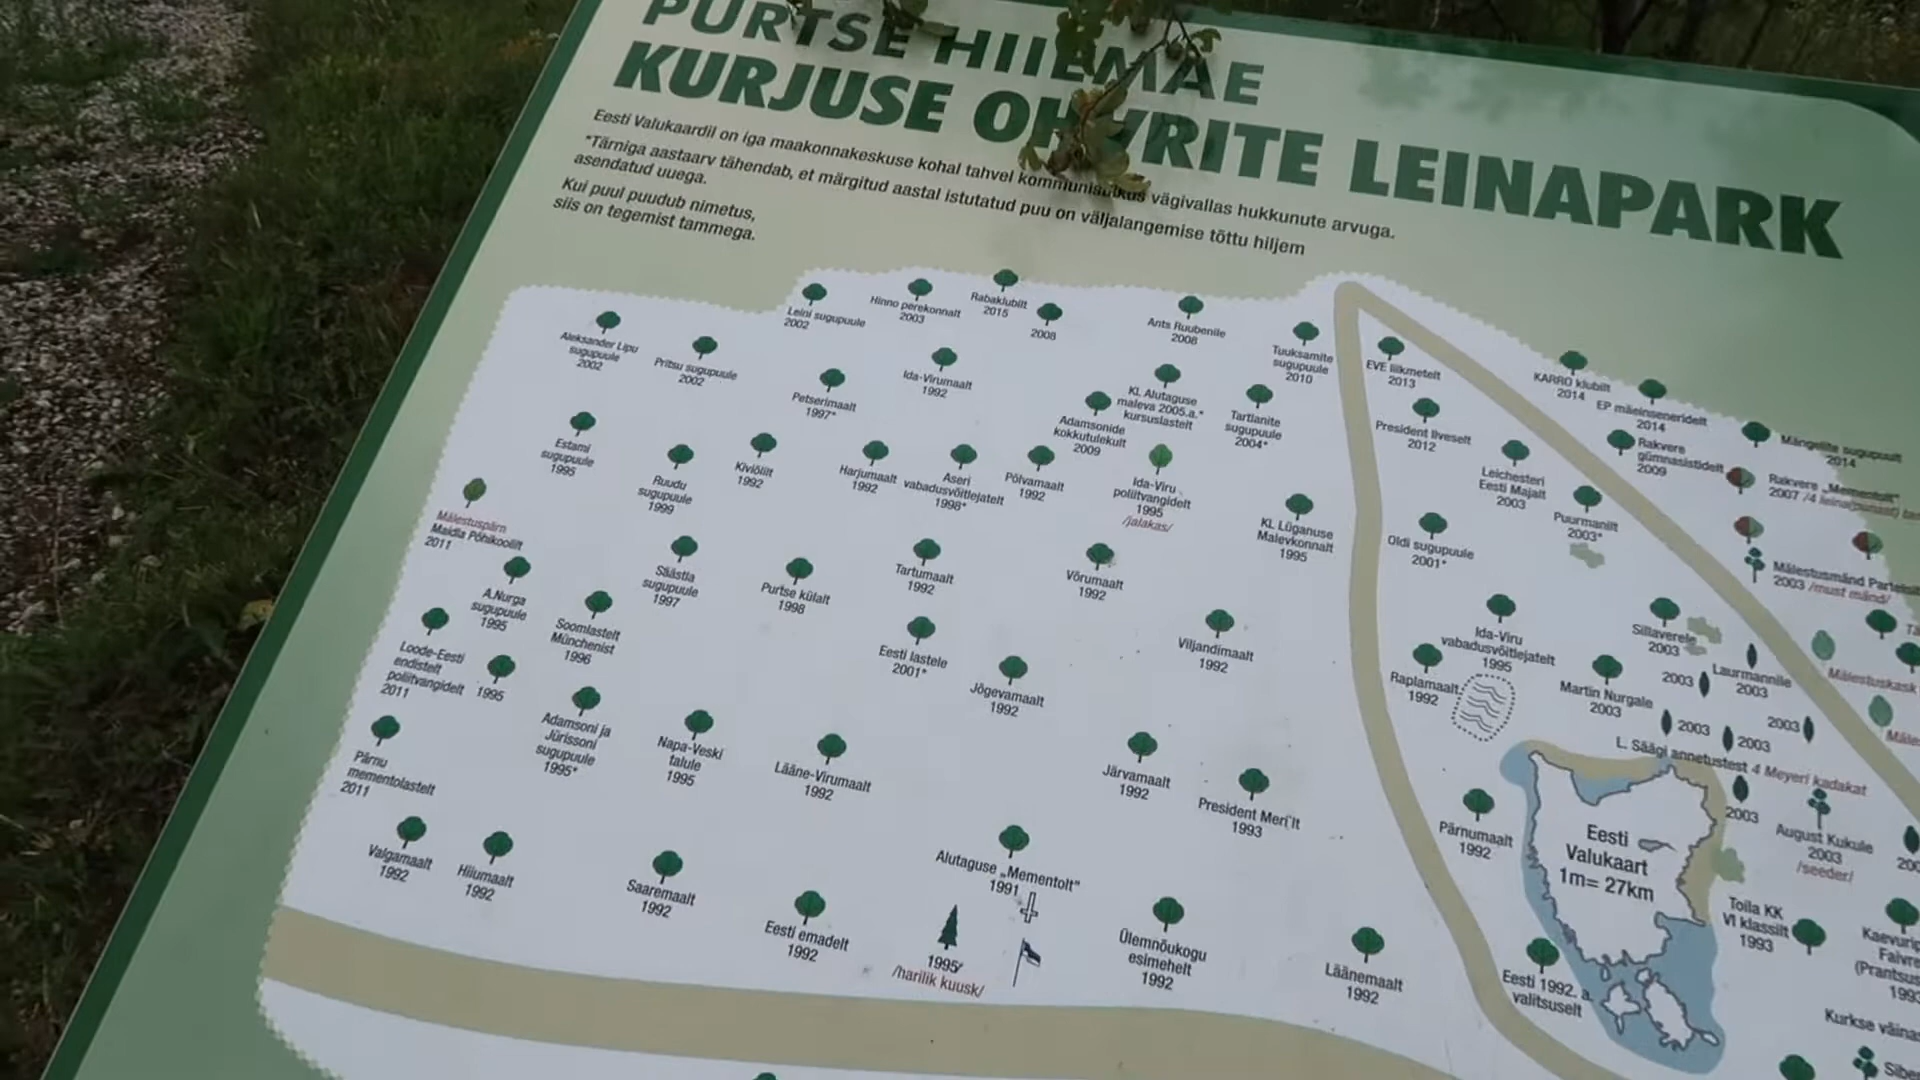 PURTSE HIIEMÄE
KURJUSE OHVRITE LEINAPARK
Eesti Valukaardil on iga maakonnakeskuse kohal tahvel kommunistlikus vägivallas hukkunute arvuga.
*Tärniga aastaarv tähendab, et märgitud aastal istutatud puu on väljalangemise tõttu hiljem
asendatud uuega.
Kui puul puudub nimetus,
siis on tegemist tammega.
Leini sugupuule
2002
Hinno perekonnalt
2003
Rabaklubilt
2015
2008
Ants Ruubenile
2008
Tuuksamite
sugupuule
2010
EVE liikmetelt
2013
KARRO klubilt
2014
EP mäeinseneridelt
2014
Mängelite sugupuult
2014
Aleksander Lipu
sugupuule
2002
Pritsu sugupuule
2002
Petserimaalt
1997*
Ida-Virumaalt
1992
Adamsonide
kokkutulekult
2009
KL Alutaguse
maleva 2005.a.*
kursuslastelt
Tartlanite
sugupuule
2004*
President Ilveselt
2012
Rakvere
gümnasistidelt
2009
Rakvere „Mementolt"
2007 /4 leina(punast)
Estami
sugupuule
1995
Ruudu
sugupuule
1999
Kiviõlilt
1992
Harjumaalt
1992
Aseri
vabadusvõitlejatelt
1998*
Põlvamaalt
1992
Ida-Viru
poliitvangidelt
1995
/jalakas/
KL Lüganuse
Malevkonnalt
1995
Leichesteri
Eesti Majalt
2003
Puurmanilt
2003*
Oldi sugupuule
2001*
Mälestusmänd
2003 /must mänd/
Mälestuspärn
Maidla Põhikoolilt
2011
A.Nurga
sugupuule
1995
Säästla
sugupuule
1997
Purtse külalt
1998
Tartumaalt
1992
Võrumaalt
1992
Soomlastelt
Münchenist
1996
Eesti lastele
2001*
Viljandimaalt
1992
Ida-Viru
vabadusvõitlejatelt
1995
Sillaverele
2003
Laurmannile
2003
Mälestuskask
Loode-Eesti
endistelt
poliitvangidelt
2011
1995
Jõgevamaalt
1992
Raplamaalt
1992
Martin Nurgale
2003
2003
2003
2003
2003
Adamsoni ja
Jürissoni
sugupuule
1995*
Napa-Veski
talule
1995
Lääne-Virumaalt
1992
Järvamaalt
1992
President Meri'lt
1993
L. Säägi annetustest 4 Meyeri kadakat
2003
Pärnu
mementolastelt
2011
Pärnumaalt
1992
Eesti
Valukaart
1m= 27km
August Kukule
2003
/seeder/
Valgamaalt
1992
Hiiumaalt
1992
Saaremaalt
1992
Alutaguse „Mementolt"
1991
Toila KK
VI klassilt
1993
Eesti emadelt
1992
1995*
/harilik kuusk/
Ülemnõukogu
esimehelt
1992
Läänemaalt
1992
Eesti 1992. a.
valitsuselt